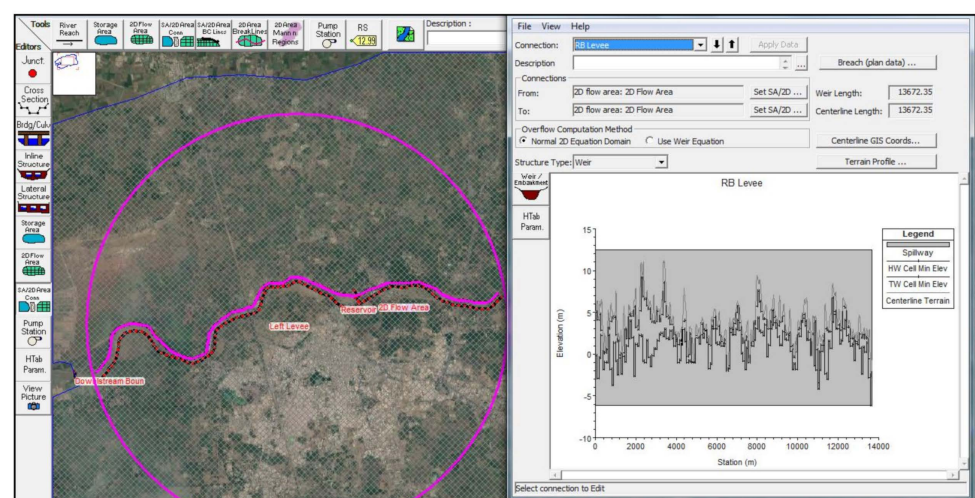 Tools
Editors
River Reach
Storage Area
2D Flow Area
SA/2D Area Conn
SA/2D Area BC Lines
2D Area BreakLines
2D Area Mann n Regions
Pump Station
RS
12.99
Description :
Junct.
Cross Section
Brdg/Culv
Inline Structure
Lateral Structure
Storage Area
2D Flow Area
SA/2D Area Conn
Pump Station
HTab Param.
View Picture
Reservoir 2D Flow Area
Left Levee
Downstream Boun
File View Help
Connection: RB Levee Apply Data
Description ... Breach (plan data) ...
Connections
From: 2D flow area: 2D Flow Area Set SA/2D ... Weir Length: 13672.35
To: 2D flow area: 2D Flow Area Set SA/2D ... Centerline Length: 13672.35
Overflow Computation Method
Normal 2D Equation Domain Use Weir Equation Centerline GIS Coords...
Structure Type: Weir Terrain Profile ...
Weir / Embankment
HTab Param.
RB Levee
Legend
Spillway
HW Cell Min Elev
TW Cell Min Elev
Centerline Terrain
Elevation (m)
15
10
5
0
-5
-10
0 2000 4000 6000 8000 10000 12000 14000
Station (m)
Select connection to Edit